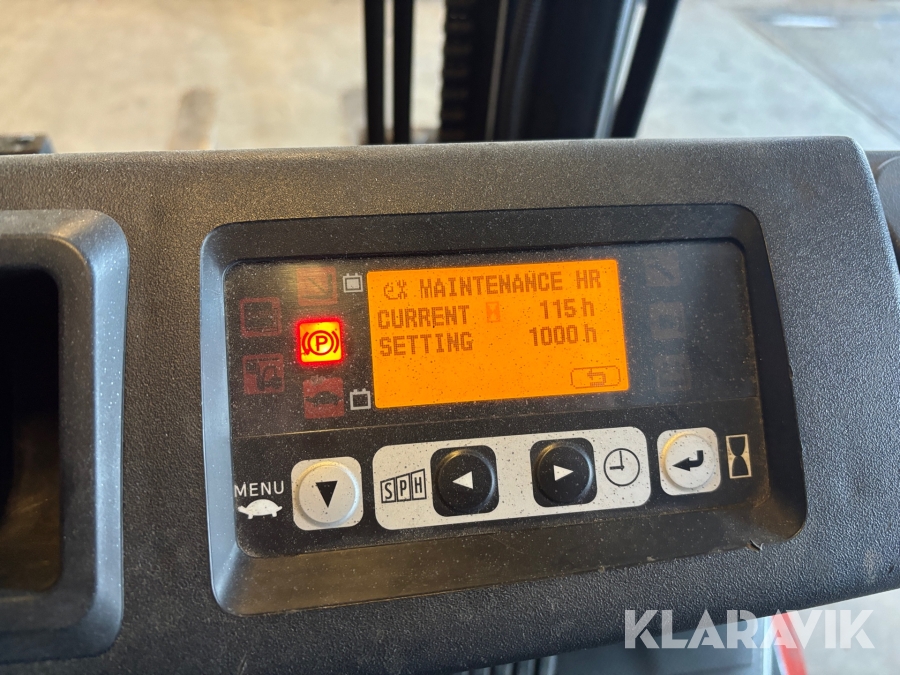 MAINTENANCE HR
CURRENT H 115 h
SETTING 1000 h
P
MENU
SPH
KLARAVIK